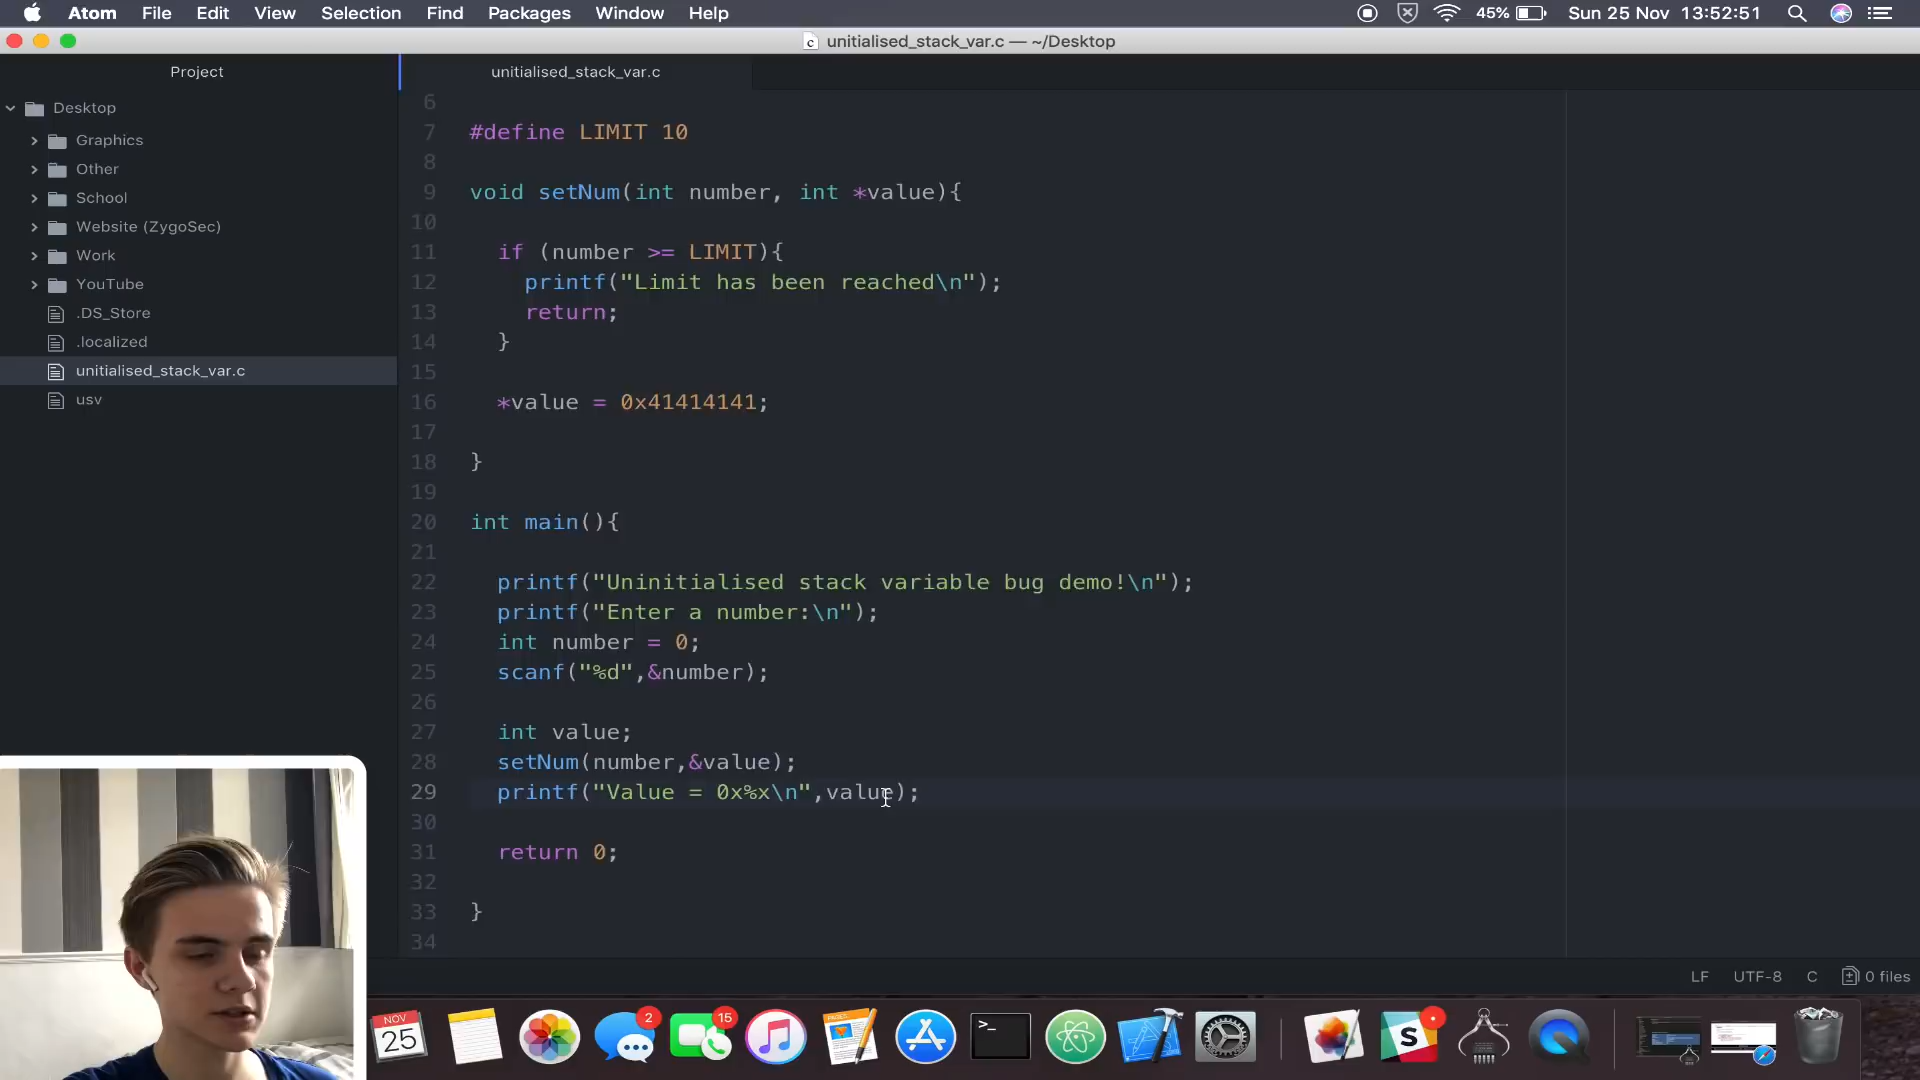 Atom File Edit View Selection Find Packages Window Help 45% Sun 25 Nov 13:52:51
unitialised_stack_var.c — ~/Desktop
Project
unitialised_stack_var.c
Desktop
Graphics
Other
School
Website (ZygoSec)
Work
YouTube
.DS_Store
.localized
unitialised_stack_var.c
usv
6
7 #define LIMIT 10
8
9 void setNum(int number, int *value){
10
11 if (number >= LIMIT){
12 printf("Limit has been reached\n");
13 return;
14 }
15
16 *value = 0x41414141;
17
18 }
19
20 int main(){
21
22 printf("Uninitialised stack variable bug demo!\n");
23 printf("Enter a number:\n");
24 int number = 0;
25 scanf("%d",&number);
26
27 int value;
28 setNum(number,&value);
29 printf("Value = 0x%x\n",value);
30
31 return 0;
32
33 }
34
LF UTF-8 C 0 files
NOV
25
2
15
>_
S